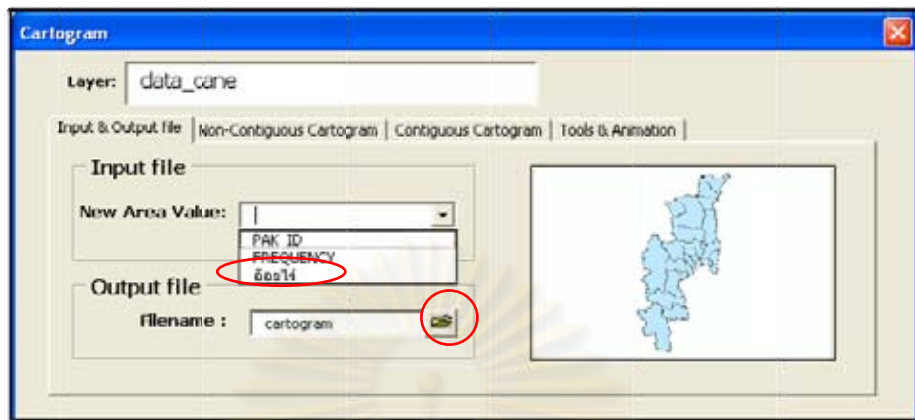 Cartogram
Layer: data_cane
Input & Output file Non-Contiguous Cartogram Contiguous Cartogram Tools & Animation
Input file
New Area Value:
PAK ID
FREQUENCY
Output file
Filename : cartogram